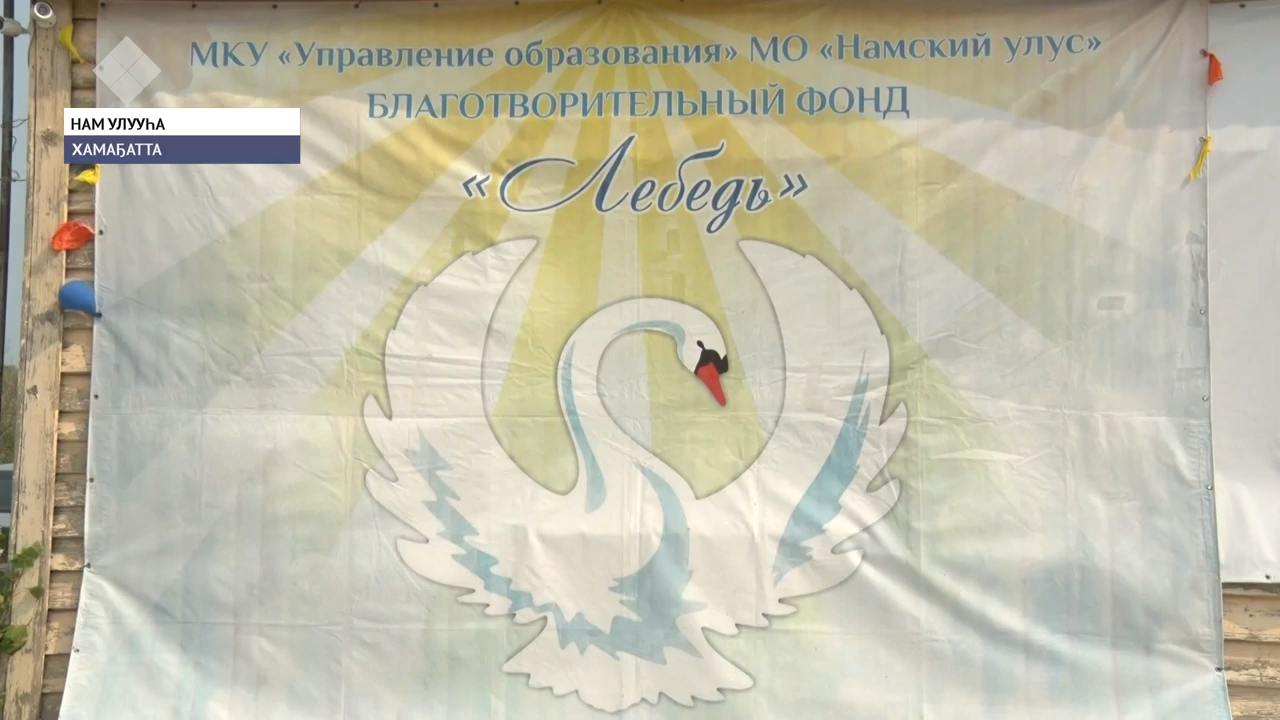 МКУ «Управление образования» МО «Намский улус»
БЛАГОТВОРИТЕЛЬНЫЙ ФОНД
«Лебедь»
НАМ УЛУУҺА
ХАМАҔАТТА